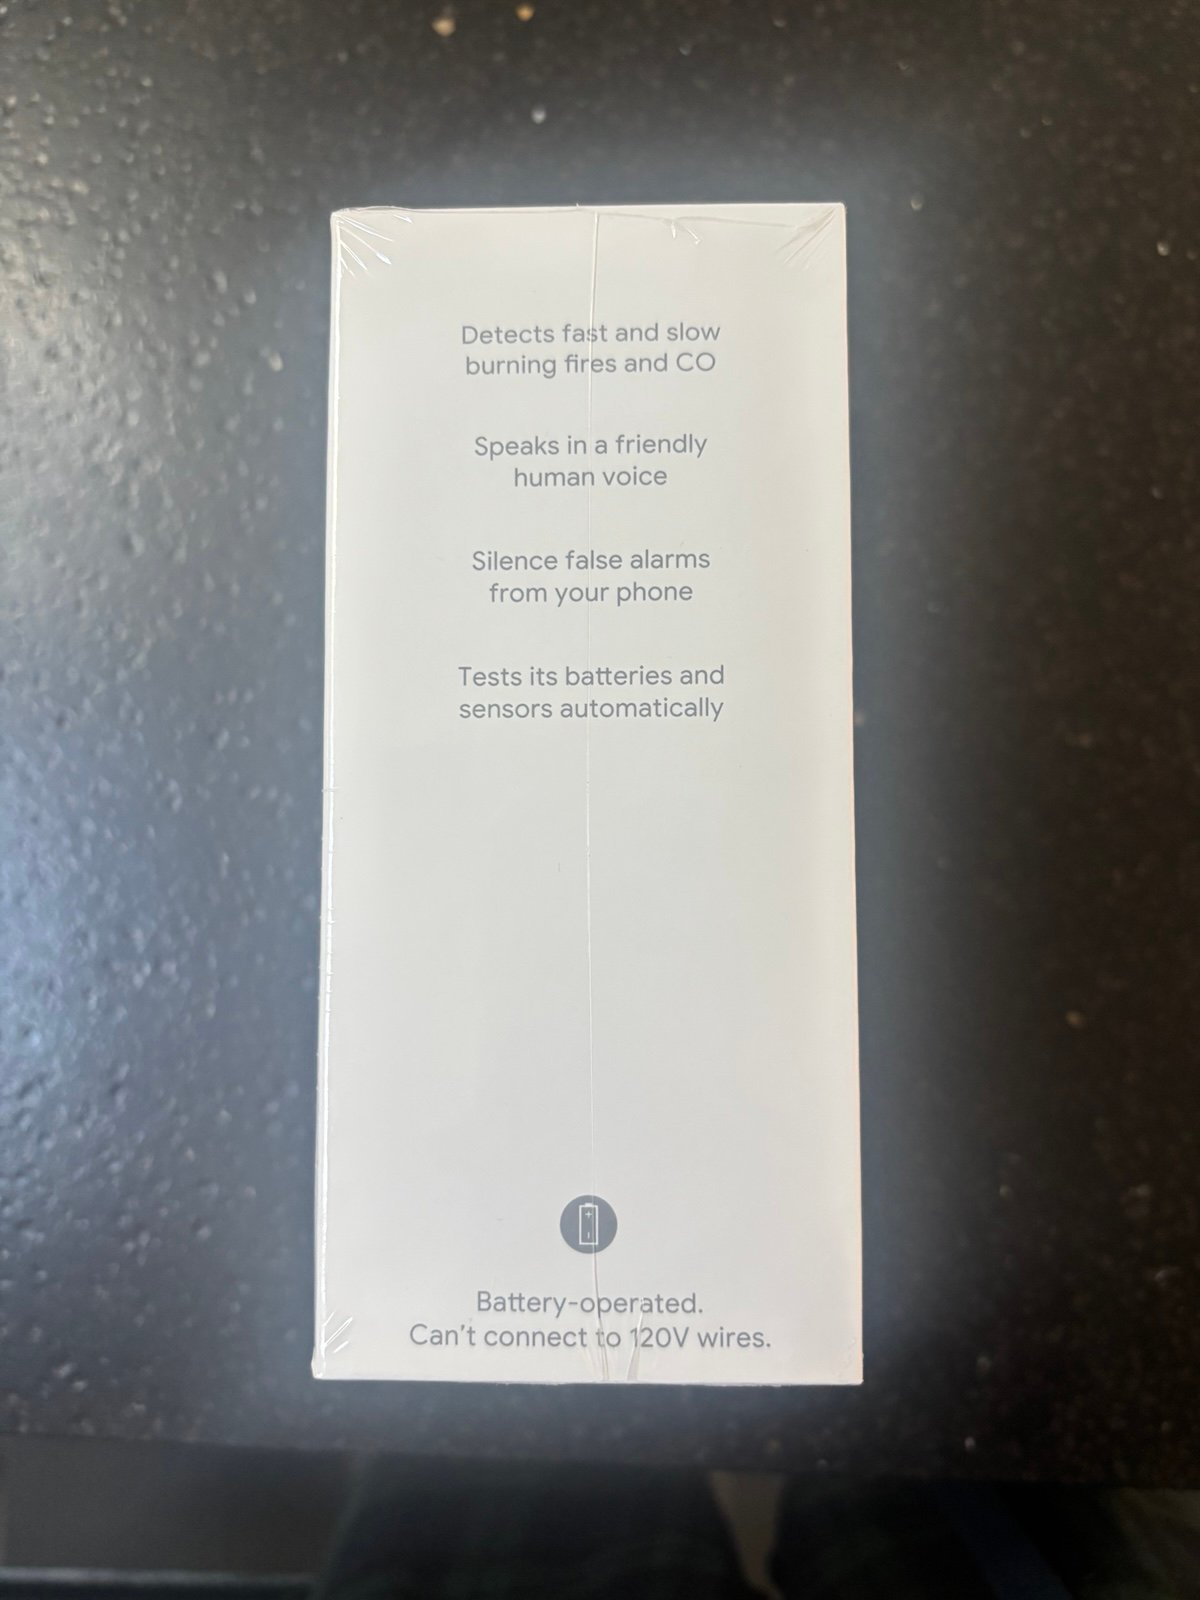 Detects fast and slow
burning fires and CO
Speaks in a friendly
human voice
Silence false alarms
from your phone
Tests its batteries and
sensors automatically
Battery-operated.
Can't connect to 120V wires.